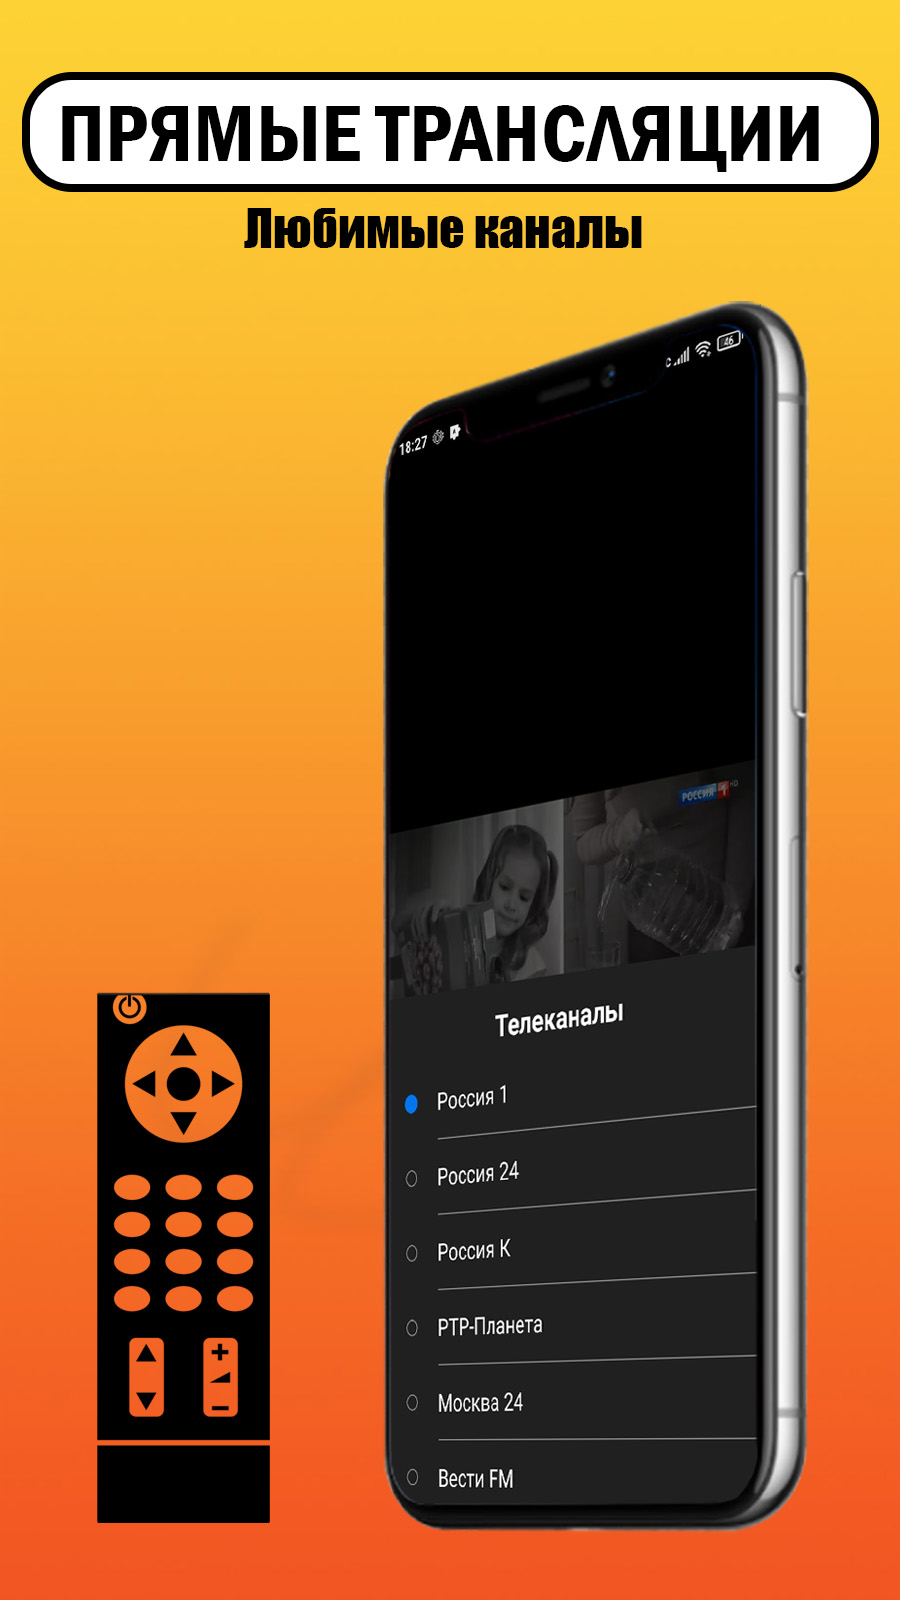 ПРЯМЫЕ ТРАНСЛЯЦИИ
Любимые каналы
18:27
46
РОССИЯ 1 HD
Телеканалы
Россия 1
Россия 24
Россия К
РТР-Планета
Москва 24
Вести FM